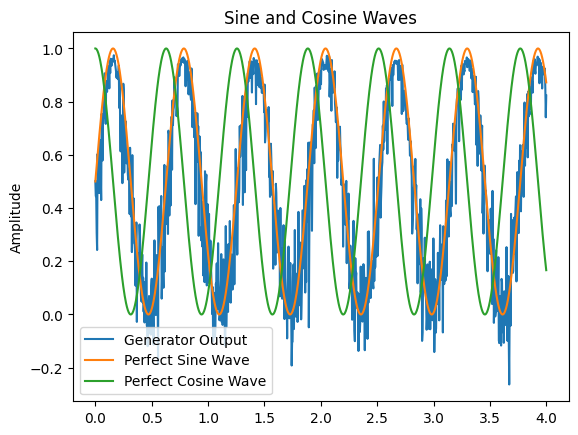 Sine and Cosine Waves
Amplitude
1.0
0.8
0.6
0.4
0.2
0.0
−0.2
Generator Output
Perfect Sine Wave
Perfect Cosine Wave
0.0 0.5 1.0 1.5 2.0 2.5 3.0 3.5 4.0